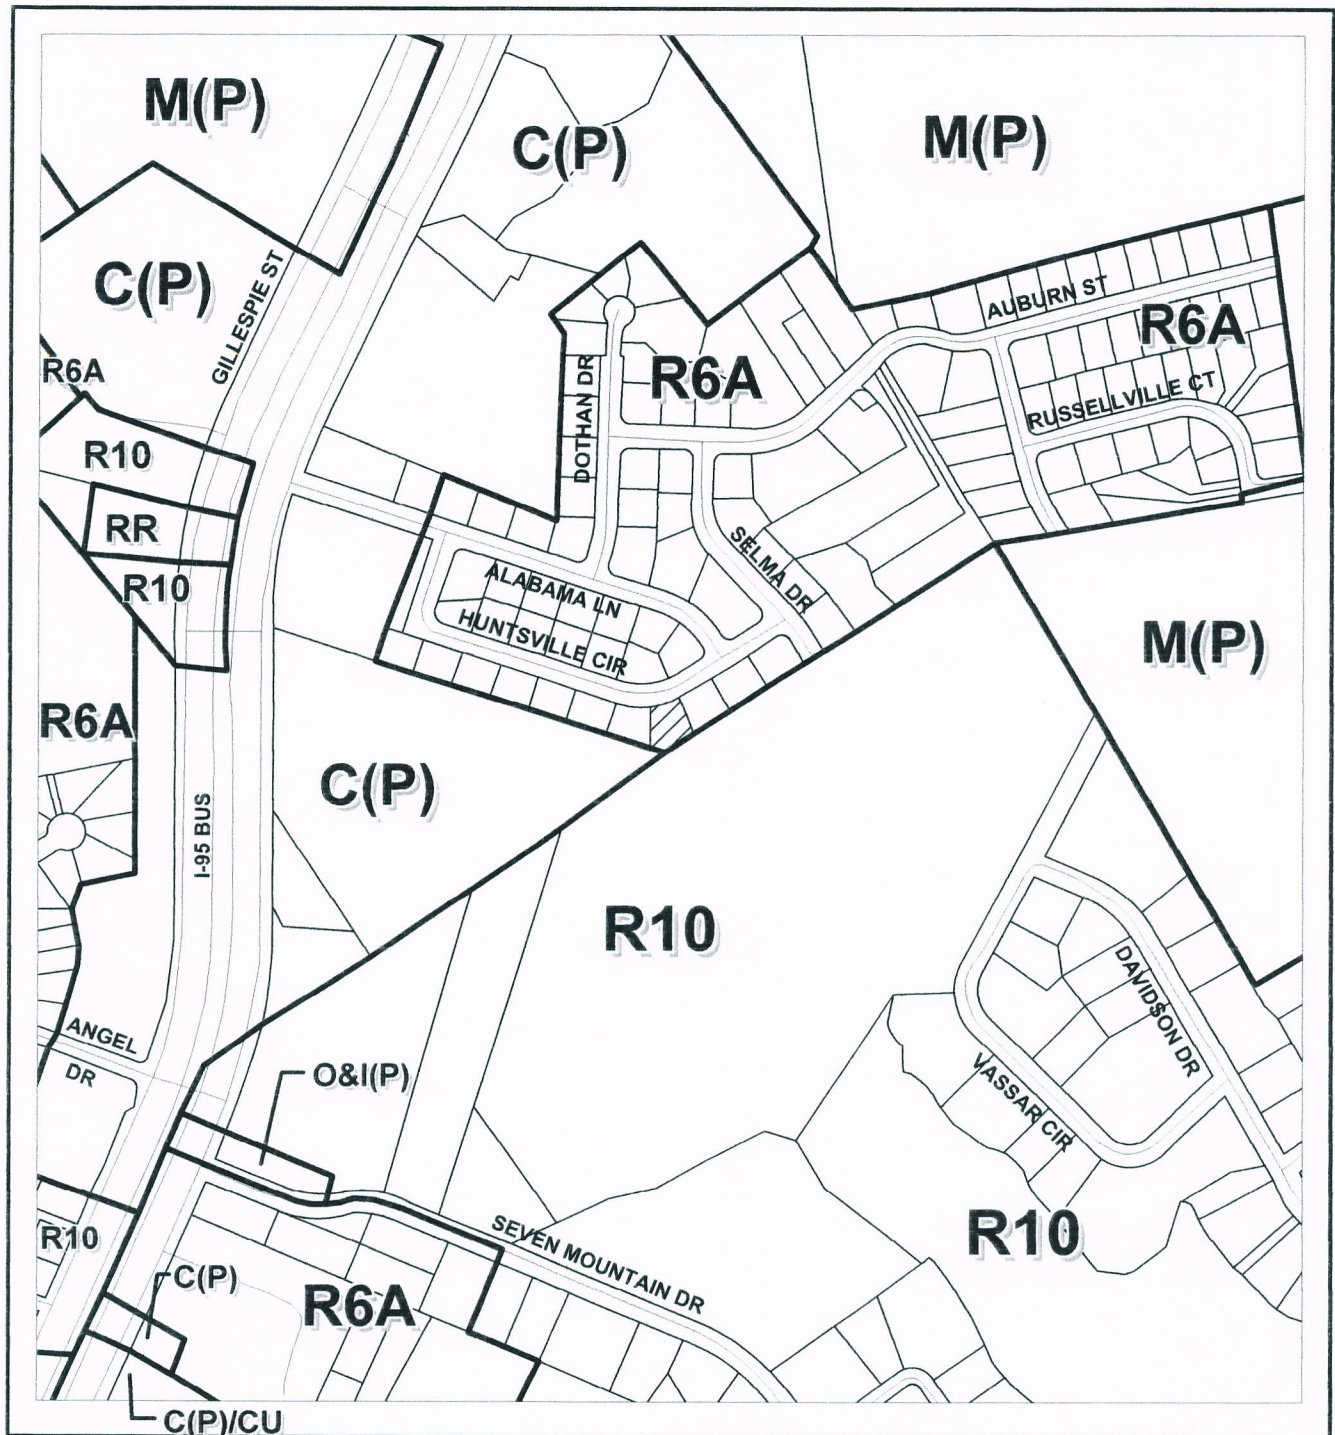 M(P)
C(P)
M(P)
C(P)
GILLESPIE ST
AUBURN ST
R6A
R6A
R6A
DOTHAN DR
RUSSELLVILLE CT
R10
RR
R10
SELMA DR
ALABAMA LN
HUNTSVILLE CIR
M(P)
R6A
C(P)
I-95 BUS
R10
DAVIDSON DR
ANGEL
DR
O&I(P)
VASSAR CIR
R10
R10
SEVEN MOUNTAIN DR
C(P)
R6A
C(P)/CU